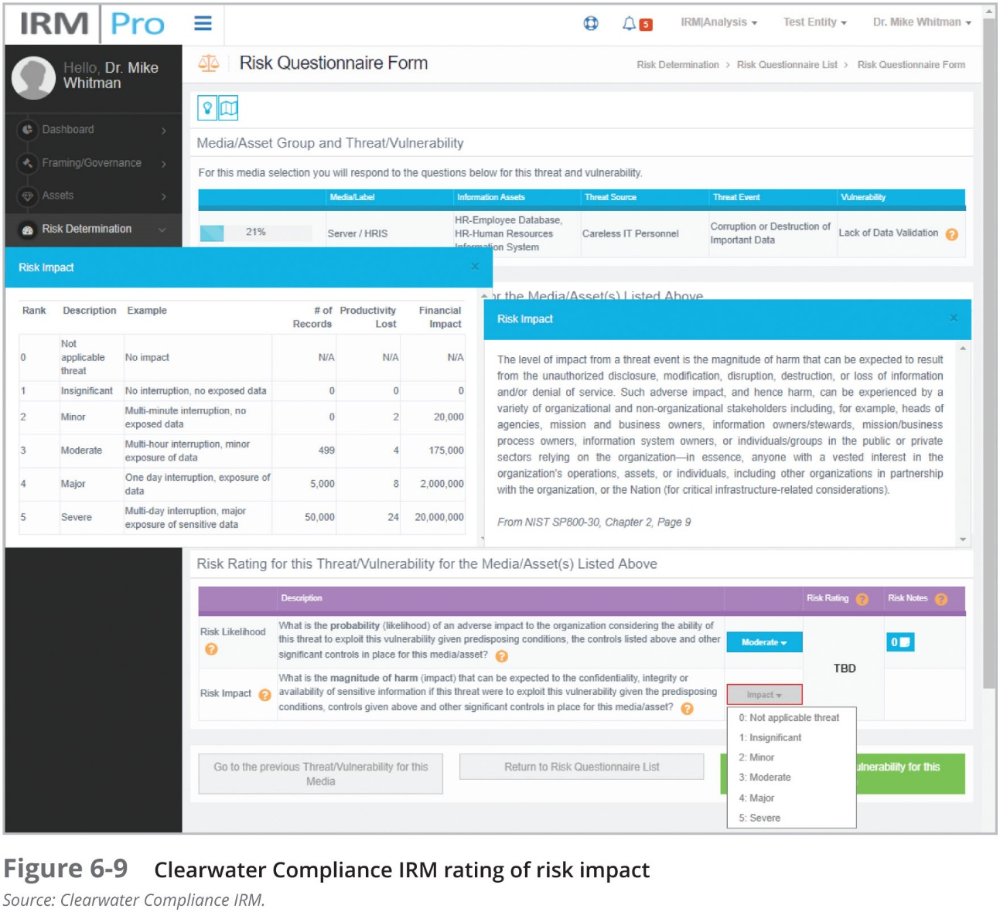 IRM Pro
5
IRM|Analysis
Test Entity
Dr. Mike Whitman
Hello, Dr. Mike
Whitman
Risk Questionnaire Form
Risk Determination > Risk Questionnaire List > Risk Questionnaire Form
Dashboard
Framing/Governance
Assets
Risk Determination
Media/Asset Group and Threat/Vulnerability
For this media selection you will respond to the questions below for this threat and vulnerability.
Media/Label Information Assets Threat Source Threat Event Vulnerability
21%
Server / HRIS
HR-Employee Database,
HR-Human Resources
Information System
Careless IT Personnel
Corruption or Destruction of
Important Data
Lack of Data Validation ?
or the Media/Asset(s) Listed Above
Risk Impact ×
Rank Description Example # of Records Productivity Lost Financial Impact
0 Not applicable threat No impact N/A N/A N/A
1 Insignificant No interruption, no exposed data 0 0 0
2 Minor Multi-minute interruption, no exposed data 0 2 20,000
3 Moderate Multi-hour interruption, minor exposure of data 499 4 175,000
4 Major One day interruption, exposure of data 5,000 8 2,000,000
5 Severe Multi-day interruption, major exposure of sensitive data 50,000 24 20,000,000
Risk Impact ×
The level of impact from a threat event is the magnitude of harm that can be expected to result
from the unauthorized disclosure, modification, disruption, destruction, or loss of information
and/or denial of service. Such adverse impact, and hence harm, can be experienced by a
variety of organizational and non-organizational stakeholders including, for example, heads of
agencies, mission and business owners, information owners/stewards, mission/business
process owners, information system owners, or individuals/groups in the public or private
sectors relying on the organization—in essence, anyone with a vested interest in the
organization's operations, assets, or individuals, including other organizations in partnership
with the organization, or the Nation (for critical infrastructure-related considerations).
From NIST SP800-30, Chapter 2, Page 9
Risk Rating for this Threat/Vulnerability for the Media/Asset(s) Listed Above
Description Risk Rating ? Risk Notes ?
Risk Likelihood
?
What is the probability (likelihood) of an adverse impact to the organization considering the ability of
this threat to exploit this vulnerability given predisposing conditions, the controls listed above and other
significant controls in place for this media/asset? ?
Moderate
TBD
0
Risk Impact ?
What is the magnitude of harm (impact) that can be expected to the confidentiality, integrity or
availability of sensitive information if this threat were to exploit this vulnerability given the predisposing
conditions, controls given above and other significant controls in place for this media/asset? ?
Impact
0: Not applicable threat
1: Insignificant
2: Minor
3: Moderate
4: Major
5: Severe
Go to the previous Threat/Vulnerability for this
Media
Return to Risk Questionnaire List
ulnerability for this
Figure 6-9 Clearwater Compliance IRM rating of risk impact
Source: Clearwater Compliance IRM.